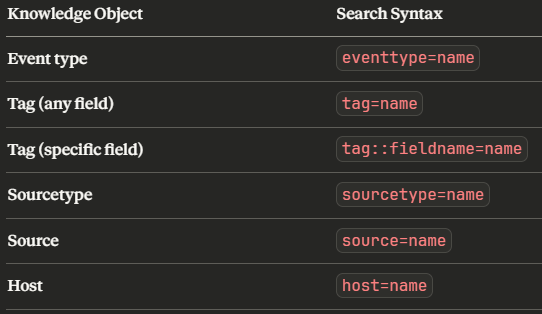 Knowledge Object Search Syntax
Event type eventtype=name
Tag (any field) tag=name
Tag (specific field) tag::fieldname=name
Sourcetype sourcetype=name
Source source=name
Host host=name